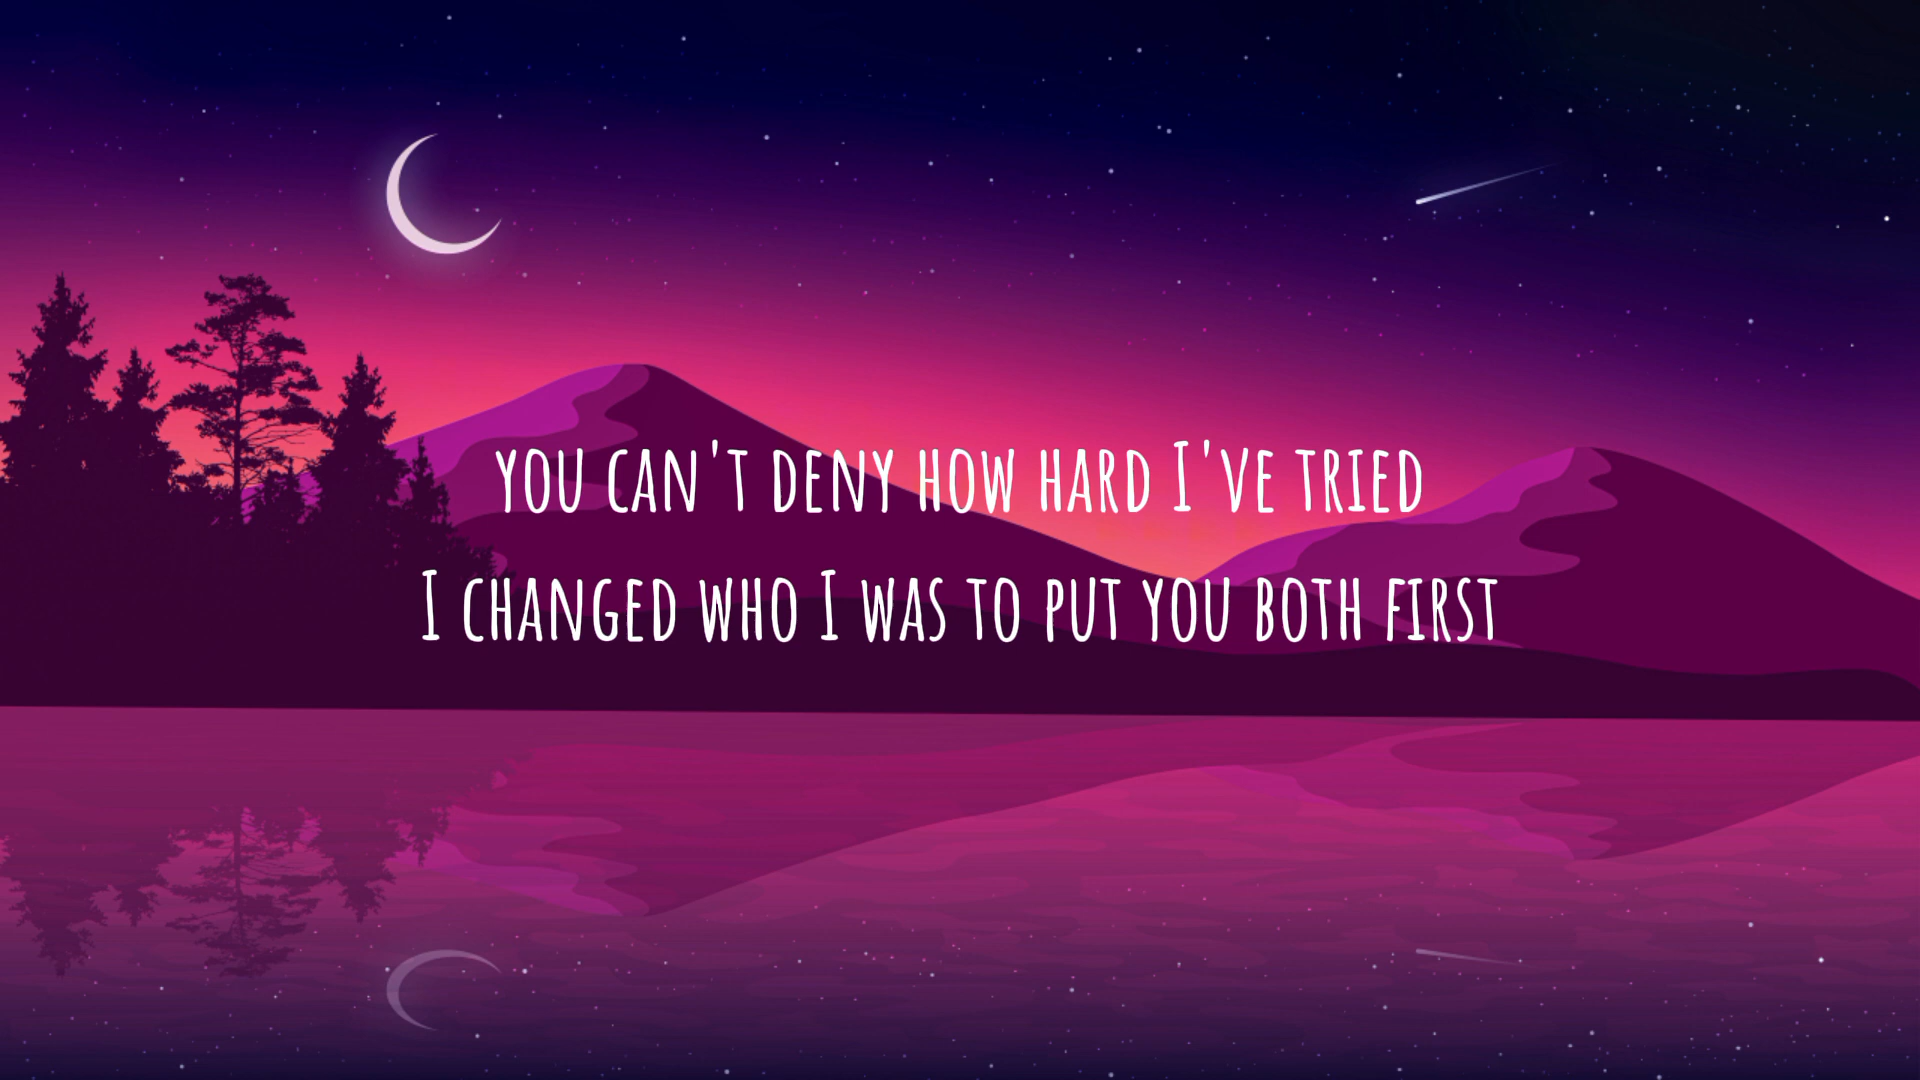 you can't deny how hard I've tried
I changed who I was to put you both first